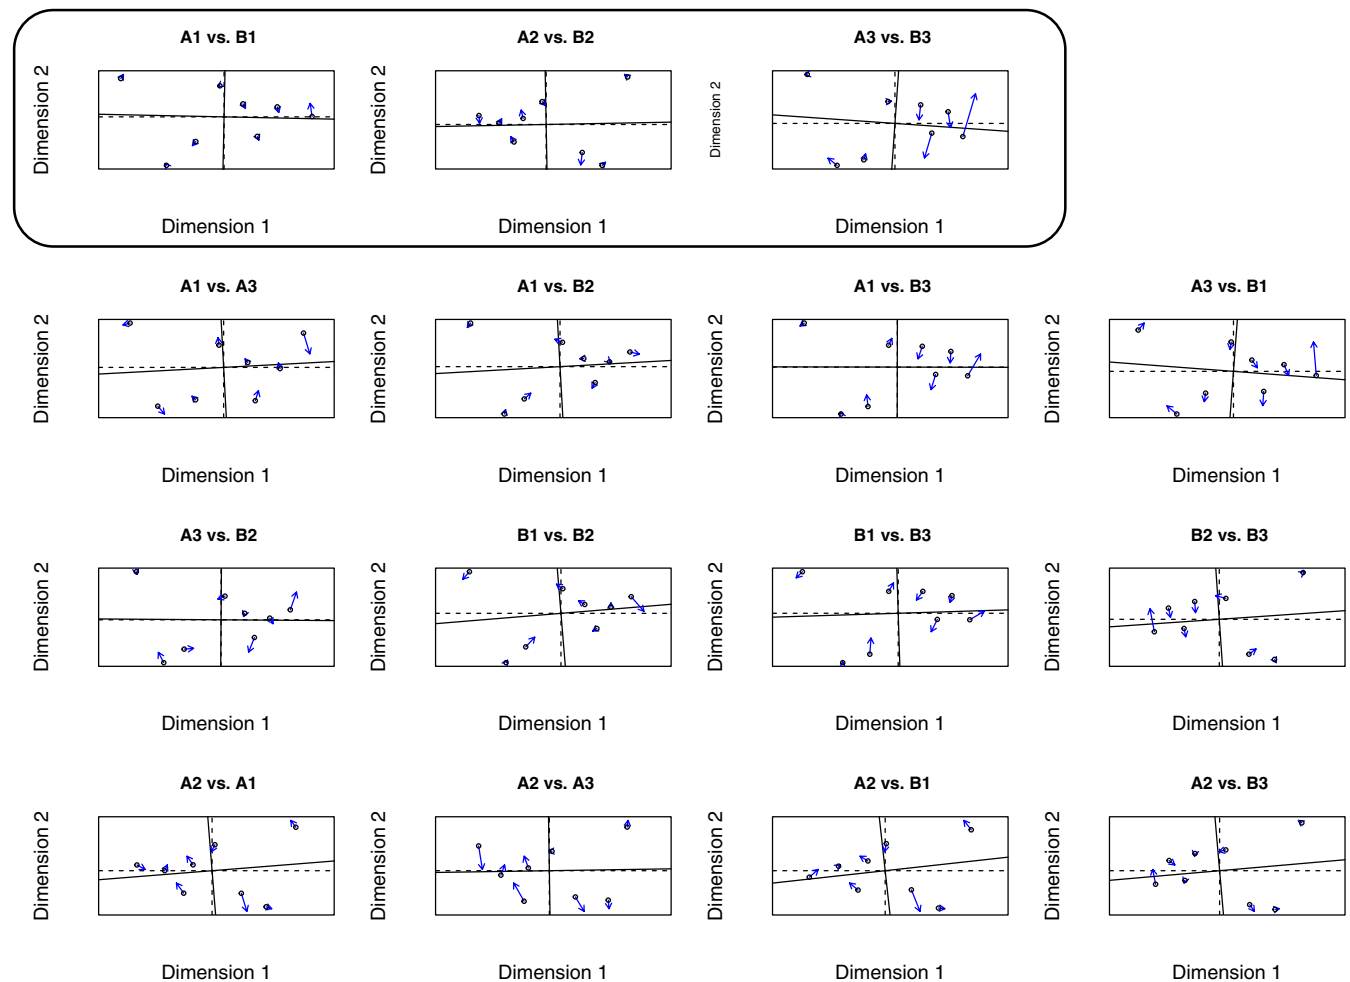 A1 vs. B1
A2 vs. B2
A3 vs. B3
Dimension 2
Dimension 2
Dimension 2
Dimension 1
Dimension 1
Dimension 1
A1 vs. A3
A1 vs. B2
A1 vs. B3
A3 vs. B1
Dimension 2
Dimension 2
Dimension 2
Dimension 2
Dimension 1
Dimension 1
Dimension 1
Dimension 1
A3 vs. B2
B1 vs. B2
B1 vs. B3
B2 vs. B3
Dimension 2
Dimension 2
Dimension 2
Dimension 2
Dimension 1
Dimension 1
Dimension 1
Dimension 1
A2 vs. A1
A2 vs. A3
A2 vs. B1
A2 vs. B3
Dimension 2
Dimension 2
Dimension 2
Dimension 2
Dimension 1
Dimension 1
Dimension 1
Dimension 1